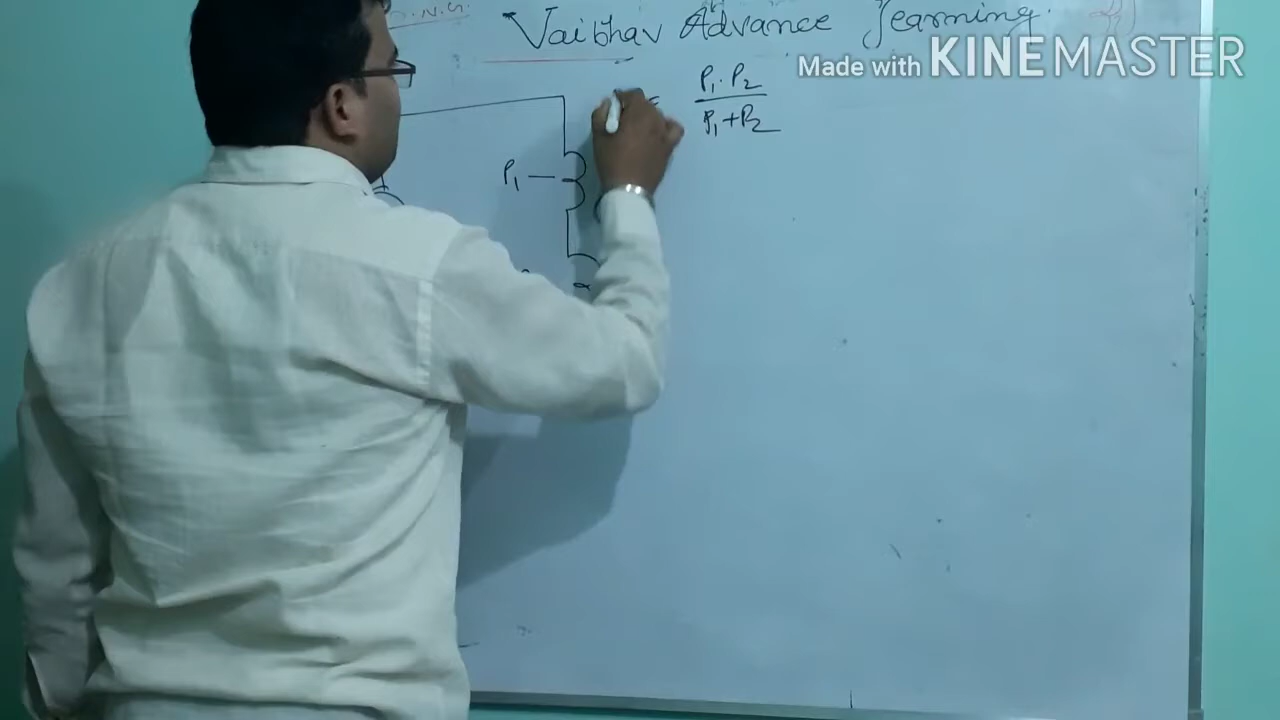 Vaibhav Advance Learning
Made with KINEMASTER
= P₁ · P₂ / P₁ + P₂
P₁